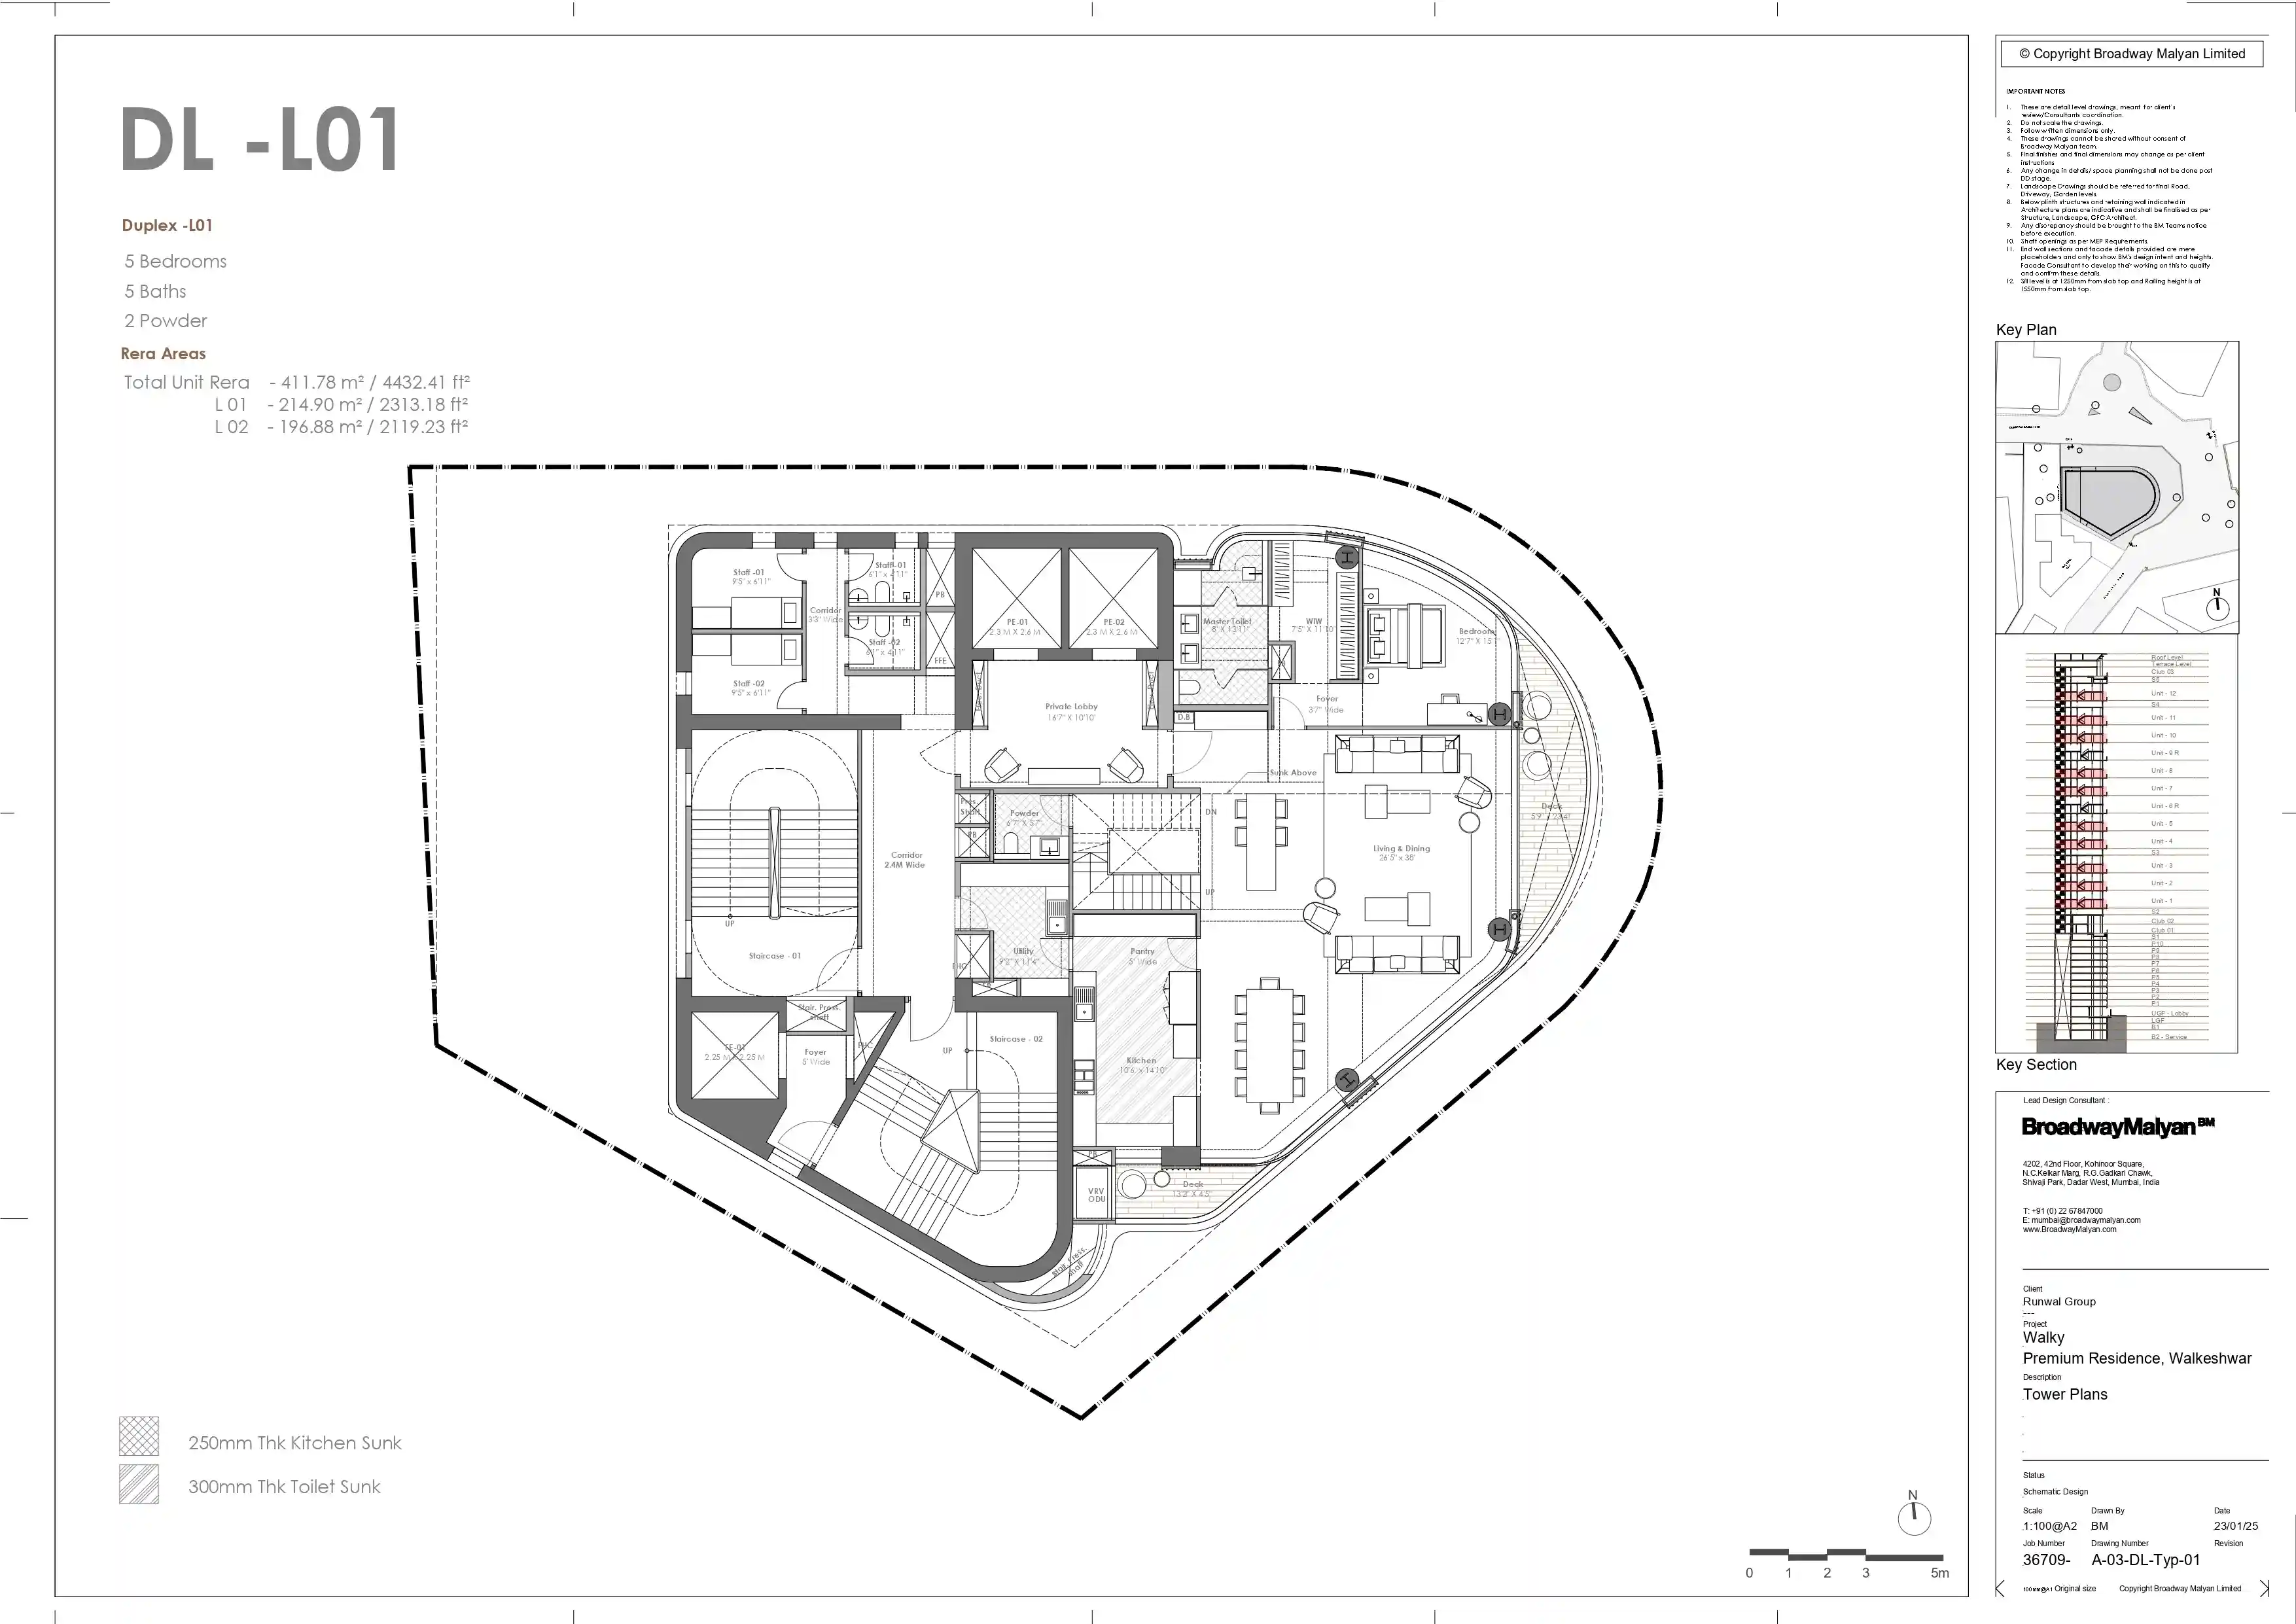 DL -L01
Duplex -L01
5 Bedrooms
5 Baths
2 Powder
Rera Areas
Total Unit Rera - 411.78 m² / 4432.41 ft²
L 01 - 214.90 m² / 2313.18 ft²
L 02 - 196.88 m² / 2119.23 ft²
Staff -01
9'5" x 6'11"
Staff -01
Corridor
3'3" Wide
PB
Staff -02
FFE
Staff -02
9'5" x 6'11"
PE-01
2.3 M X 2.6 M
PE-02
2.3 M X 2.6 M
Master Toilet
8' X 13'11"
WIW
Bedroom
Private Lobby
16'7" X 10'10'
D.B
Foyer
3'7" Wide
Sunk Above
Powder
PB
DN
UP
Deck
Living & Dining
26'5" x 38'
Corridor
2.4M Wide
UP
Staircase - 01
Utility
9'2" X 11'4"
Pantry
5' Wide
Stair. Press.
Shaft
2.25 M X 2.25 M
Foyer
5' Wide
UP
Staircase - 02
Kitchen
10'6. x 14'10"
PB
VRV
ODU
Deck
13'2" X 4'5"
Stair. Press.
Shaft
250mm Thk Kitchen Sunk
300mm Thk Toilet Sunk
N
0 1 2 3 5m
© Copyright Broadway Malyan Limited
IMPORTANT NOTES
1. These are detail level drawings, meant for client's
review/Consultants coordination.
2. Do not scale the drawings.
3. Follow written dimensions only.
4. These drawings cannot be shared without consent of
Broadway Malyan team.
5. Final finishes and final dimensions may change as per client
instructions
6. Any change in details/ space planning shall not be done post
DD stage.
7. Landscape Drawings should be referred for final Road,
Driveway, Garden levels.
8. Below plinth structures and retaining wall indicated in
Architecture plans are indicative and shall be finalised as per
Structure, Landscape, GFC Architect.
9. Any discrepancy should be brought to the BM Teams notice
before execution.
10. Shaft openings as per MEP Requirements.
11. End wall sections and facade details provided are mere
placeholders and only to show BM's design intent and heights.
Facade Consultant to develop their working on this to qualify
and confirm these details.
12. Sill level is at 1250mm from slab top and Railing height is at
1550mm from slab top.
Key Plan
N
Roof Level
Terrace Level
Club 03
S5
Unit - 12
S4
Unit - 11
Unit - 10
Unit - 9 R
Unit - 8
Unit - 7
Unit - 6 R
Unit - 5
Unit - 4
S3
Unit - 3
Unit - 2
Unit - 1
S2
Club 02
Club 01
S1
P10
P9
P8
P7
P6
P5
P4
P3
P2
P1
UGF - Lobby
LGF
B1
B2 - Service
Key Section
Lead Design Consultant :
BroadwayMalyan BM
4202, 42nd Floor, Kohinoor Square,
N.C.Kelkar Marg, R.G.Gadkari Chawk,
Shivaji Park, Dadar West, Mumbai, India
T: +91 (0) 22 67847000
E: mumbai@broadwaymalyan.com
www.BroadwayMalyan.com
Client
Runwal Group
---
Project
Walky
Premium Residence, Walkeshwar
Description
Tower Plans
Status
Schematic Design
Scale Drawn By Date
1:100@A2 BM 23/01/25
Job Number Drawing Number Revision
36709- A-03-DL-Typ-01
100mm@A1 Original size Copyright Broadway Malyan Limited